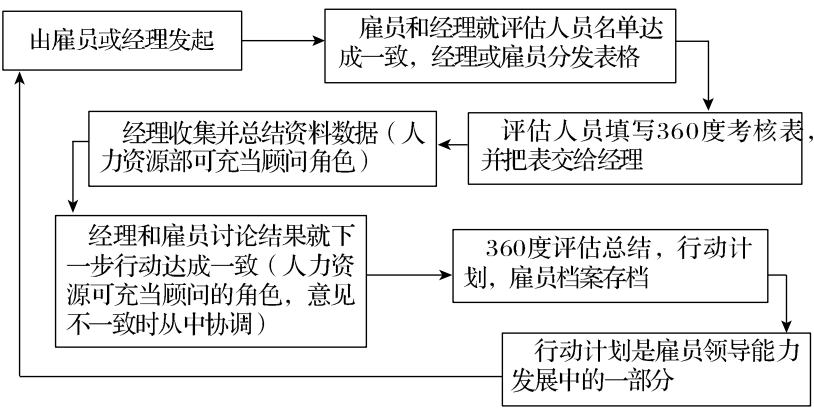 由雇员或经理发起
雇员和经理就评估人员名单达
成一致，经理或雇员分发表格
评估人员填写360度考核表，
并把表交给经理
经理收集并总结资料数据（人
力资源部可充当顾问角色）
经理和雇员讨论结果就下
一步行动达成一致（人力资
源可充当顾问的角色，意见
不一致时从中协调）
360度评估总结，行动计
划，雇员档案存档
行动计划是雇员领导能力
发展中的一部分